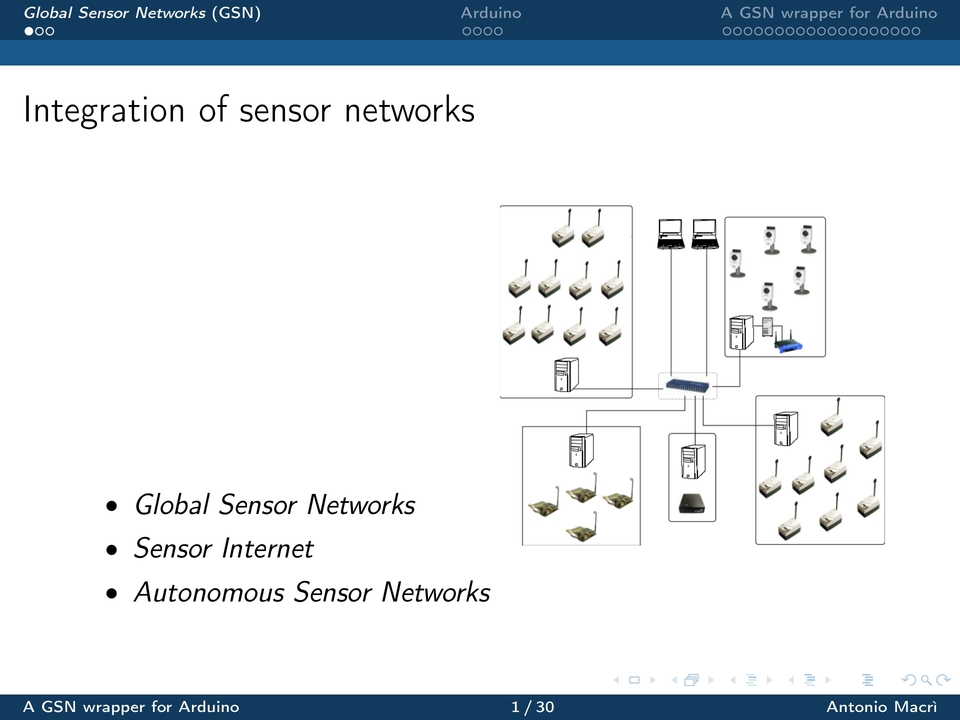 Global Sensor Networks (GSN) Arduino A GSN wrapper for Arduino
Integration of sensor networks
• Global Sensor Networks
• Sensor Internet
• Autonomous Sensor Networks
A GSN wrapper for Arduino 1 / 30 Antonio Macrì